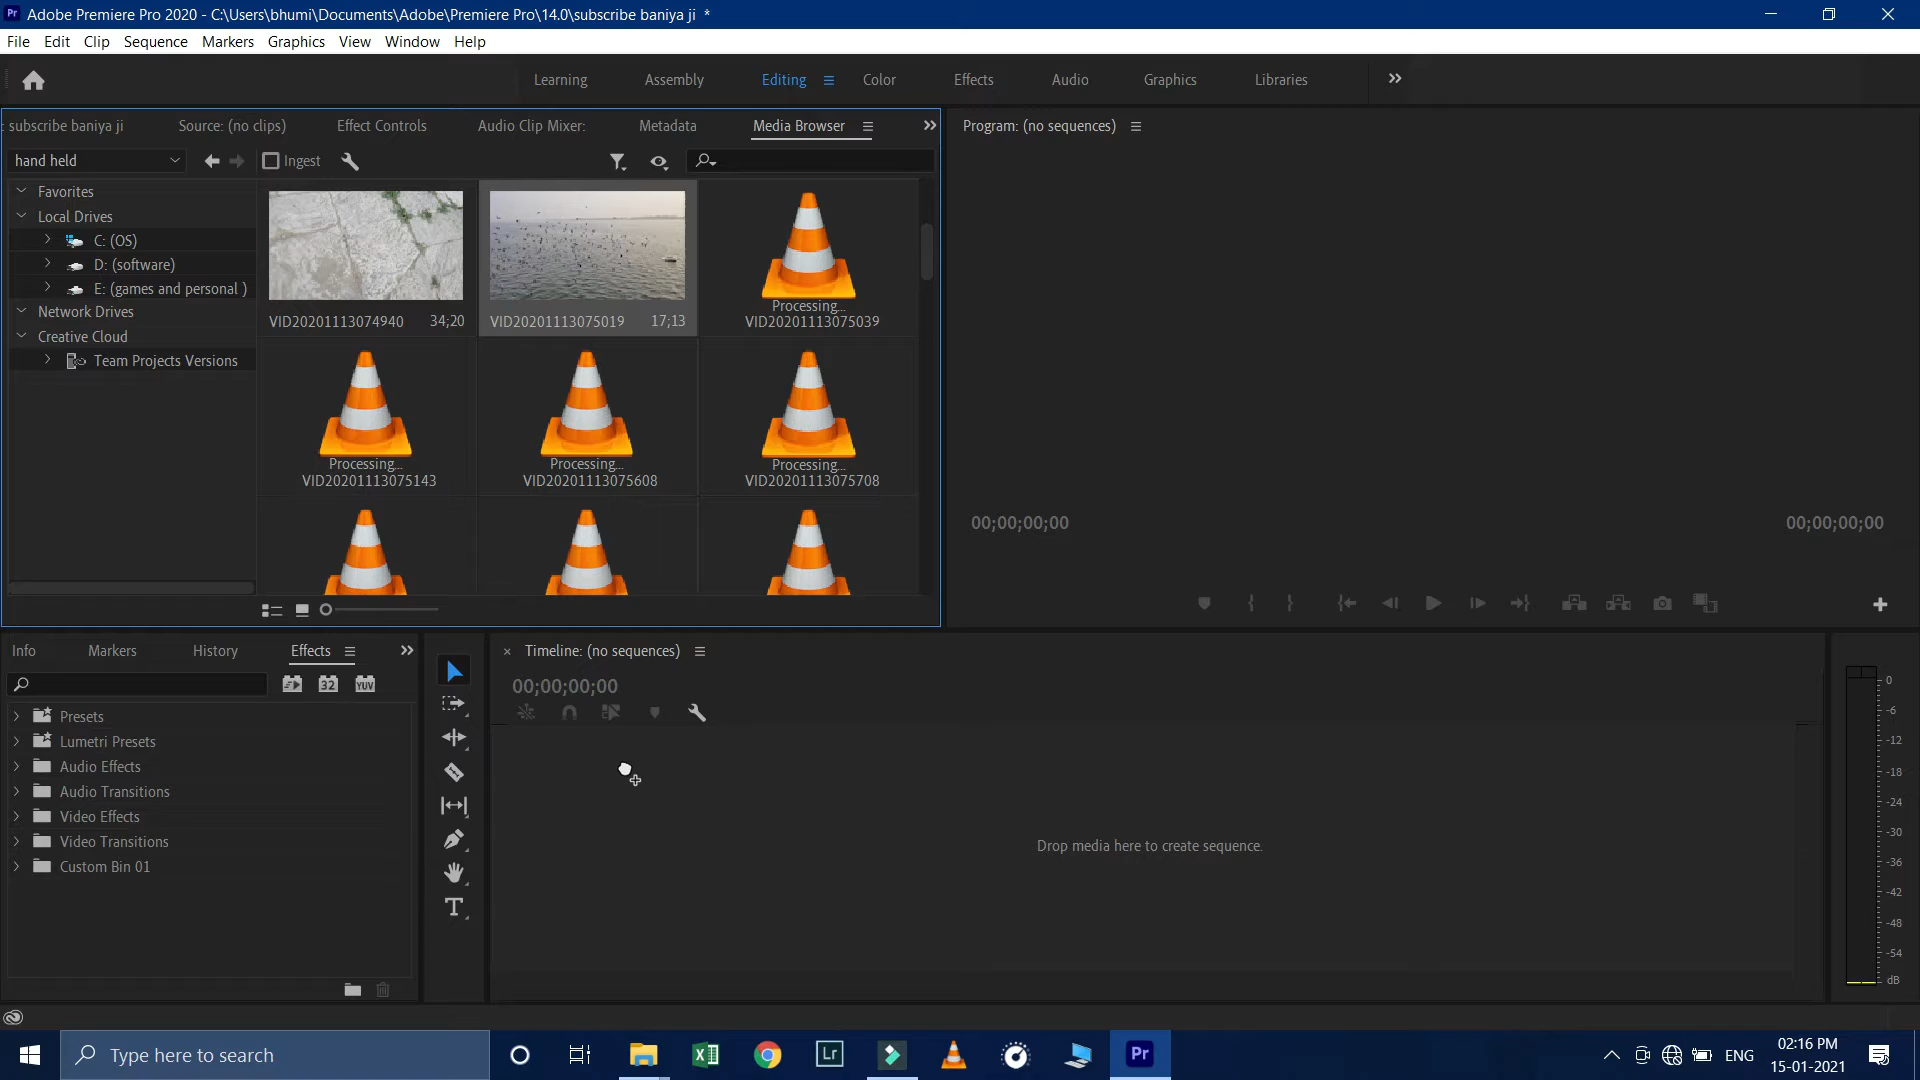 Adobe Premiere Pro 2020 - C:\Users\bhumi\Documents\Adobe\Premiere Pro\14.0\subscribe baniya ji *
File Edit Clip Sequence Markers Graphics View Window Help
Learning Assembly Editing Color Effects Audio Graphics Libraries
: subscribe baniya ji Source: (no clips) Effect Controls Audio Clip Mixer: Metadata Media Browser
Program: (no sequences)
hand held Ingest
Favorites
Local Drives
C: (OS)
D: (software)
E: (games and personal )
Network Drives
Creative Cloud
Team Projects Versions
VID20201113074940 34;20
VID20201113075019 17;13
Processing...
VID20201113075039
Processing...
VID20201113075143
Processing...
VID20201113075608
Processing...
VID20201113075708
00;00;00;00 00;00;00;00
Info Markers History Effects
32 YUV
Presets
Lumetri Presets
Audio Effects
Audio Transitions
Video Effects
Video Transitions
Custom Bin 01
Timeline: (no sequences)
00;00;00;00
Drop media here to create sequence.
0
-6
-12
-18
-24
-30
-36
-42
-48
-54
dB
Type here to search
Lr
Pr
ENG
02:16 PM
15-01-2021